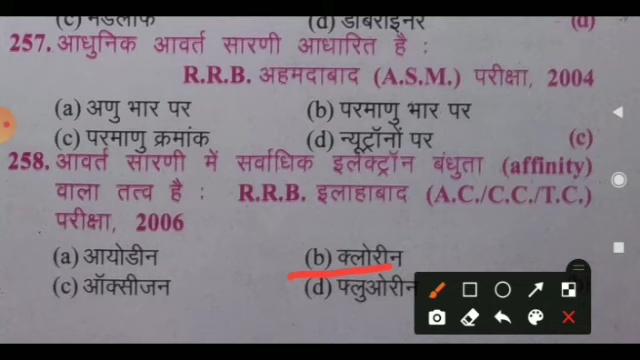 (c) मेंडेलीफ (d) डोबेराइनर (d)
257. आधुनिक आवर्त सारणी आधारित है :
R.R.B. अहमदाबाद (A.S.M.) परीक्षा, 2004
(a) अणु भार पर (b) परमाणु भार पर
(c) परमाणु क्रमांक (d) न्यूट्रॉनों पर (c)
258. आवर्त सारणी में सर्वाधिक इलेक्ट्रॉन बंधुता (affinity)
वाला तत्व है : R.R.B. इलाहाबाद (A.C./C.C./T.C.)
परीक्षा, 2006
(a) आयोडीन (b) क्लोरीन
(c) ऑक्सीजन (d) फ्लुओरीन